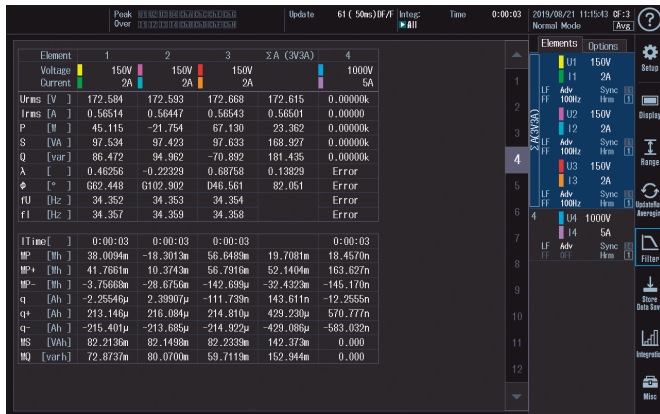 Peak Update 61 ( 50ms)DF/F Integ: Time 0:00:03 2019/08/21 11:15:43 CF:3
Over ▶All Normal Mode Avg
Element 1 2 3 ΣA (3V3A) 4
Voltage 150V 150V 150V 1000V
Current 2A 2A 2A 5A
Urms [V ] 172.584 172.593 172.668 172.615 0.00000k
Irms [A ] 0.56514 0.56447 0.56543 0.56501 0.00000
P [W ] 45.115 -21.754 67.130 23.362 0.00000k
S [VA ] 97.534 97.423 97.633 168.927 0.00000k
Q [var] 86.472 94.962 -70.892 181.435 0.00000k
λ [ ] 0.46256 -0.22329 0.68758 0.13829 Error
Φ [° ] G62.448 G102.902 D46.561 82.051 Error
fU [Hz ] 34.352 34.353 34.354 Error
fI [Hz ] 34.357 34.359 34.358 Error
ITime[ ] 0:00:03 0:00:03 0:00:03 0:00:03
WP [Wh ] 38.0094m -18.3013m 56.6489m 19.7081m 18.4570n
WP+ [Wh ] 41.7661m 10.3743m 56.7916m 52.1404m 163.627n
WP- [Wh ] -3.75668m -28.6756m -142.699µ -32.4323m -145.170n
q [Ah ] -2.25546µ 2.39907µ -111.739n 143.611n -12.2555n
q+ [Ah ] 213.146µ 216.084µ 214.810µ 429.230µ 570.777n
q- [Ah ] -215.401µ -213.685µ -214.922µ -429.086µ -583.032n
WS [VAh] 82.2136m 82.1498m 82.2339m 142.373m 0.000
WQ [varh] 72.8737m 80.0700m 59.7119m 152.944m 0.000
1
2
3
4
5
6
7
8
9
10
11
12
Elements Options
U1 150V
I1 2A
LF Adv Sync
FF 100Hz Hrm 1
ΣA(3V3A)
U2 150V
I2 2A
LF Adv Sync
FF 100Hz Hrm 1
U3 150V
I3 2A
LF Adv Sync
FF 100Hz Hrm 1
4 U4 1000V
I4 5A
LF Adv Sync
FF OFF Hrm 1
?
Setup
Display
Range
UpdateRate
Averaging
Filter
Store
Data Save
Integration
Misc